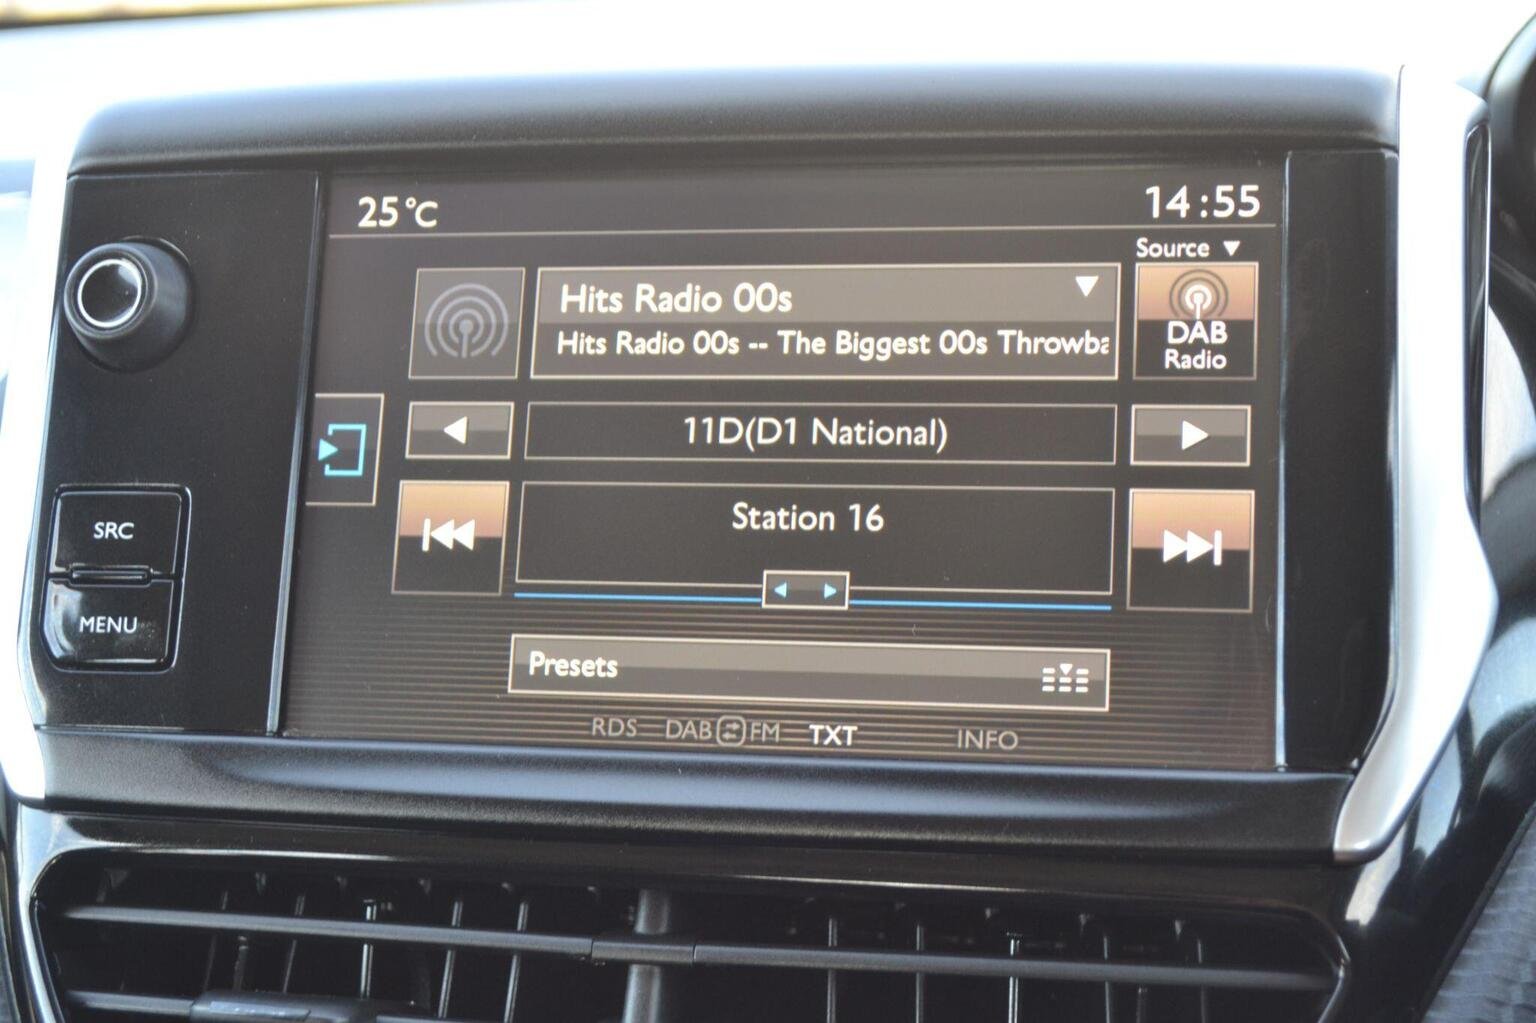 25°C
14:55
Source
Hits Radio 00s
Hits Radio 00s -- The Biggest 00s Throwba
DAB
Radio
11D(D1 National)
SRC
Station 16
MENU
Presets
RDS DAB FM TXT INFO